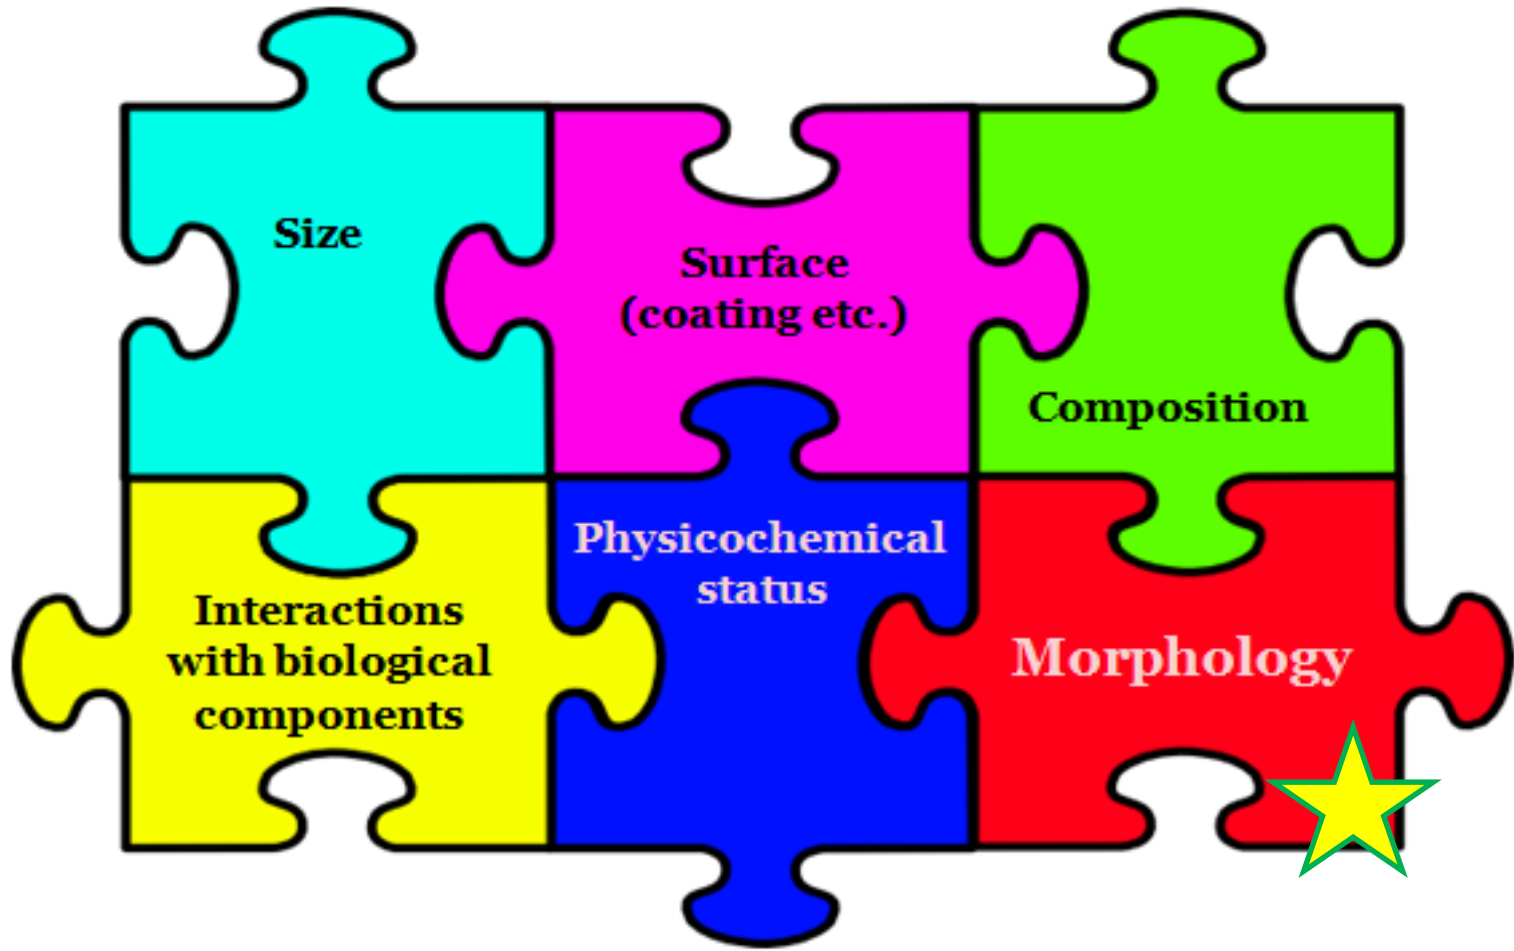 Size
Surface
(coating etc.)
Composition
Interactions
with biological
components
Physicochemical
status
Morphology